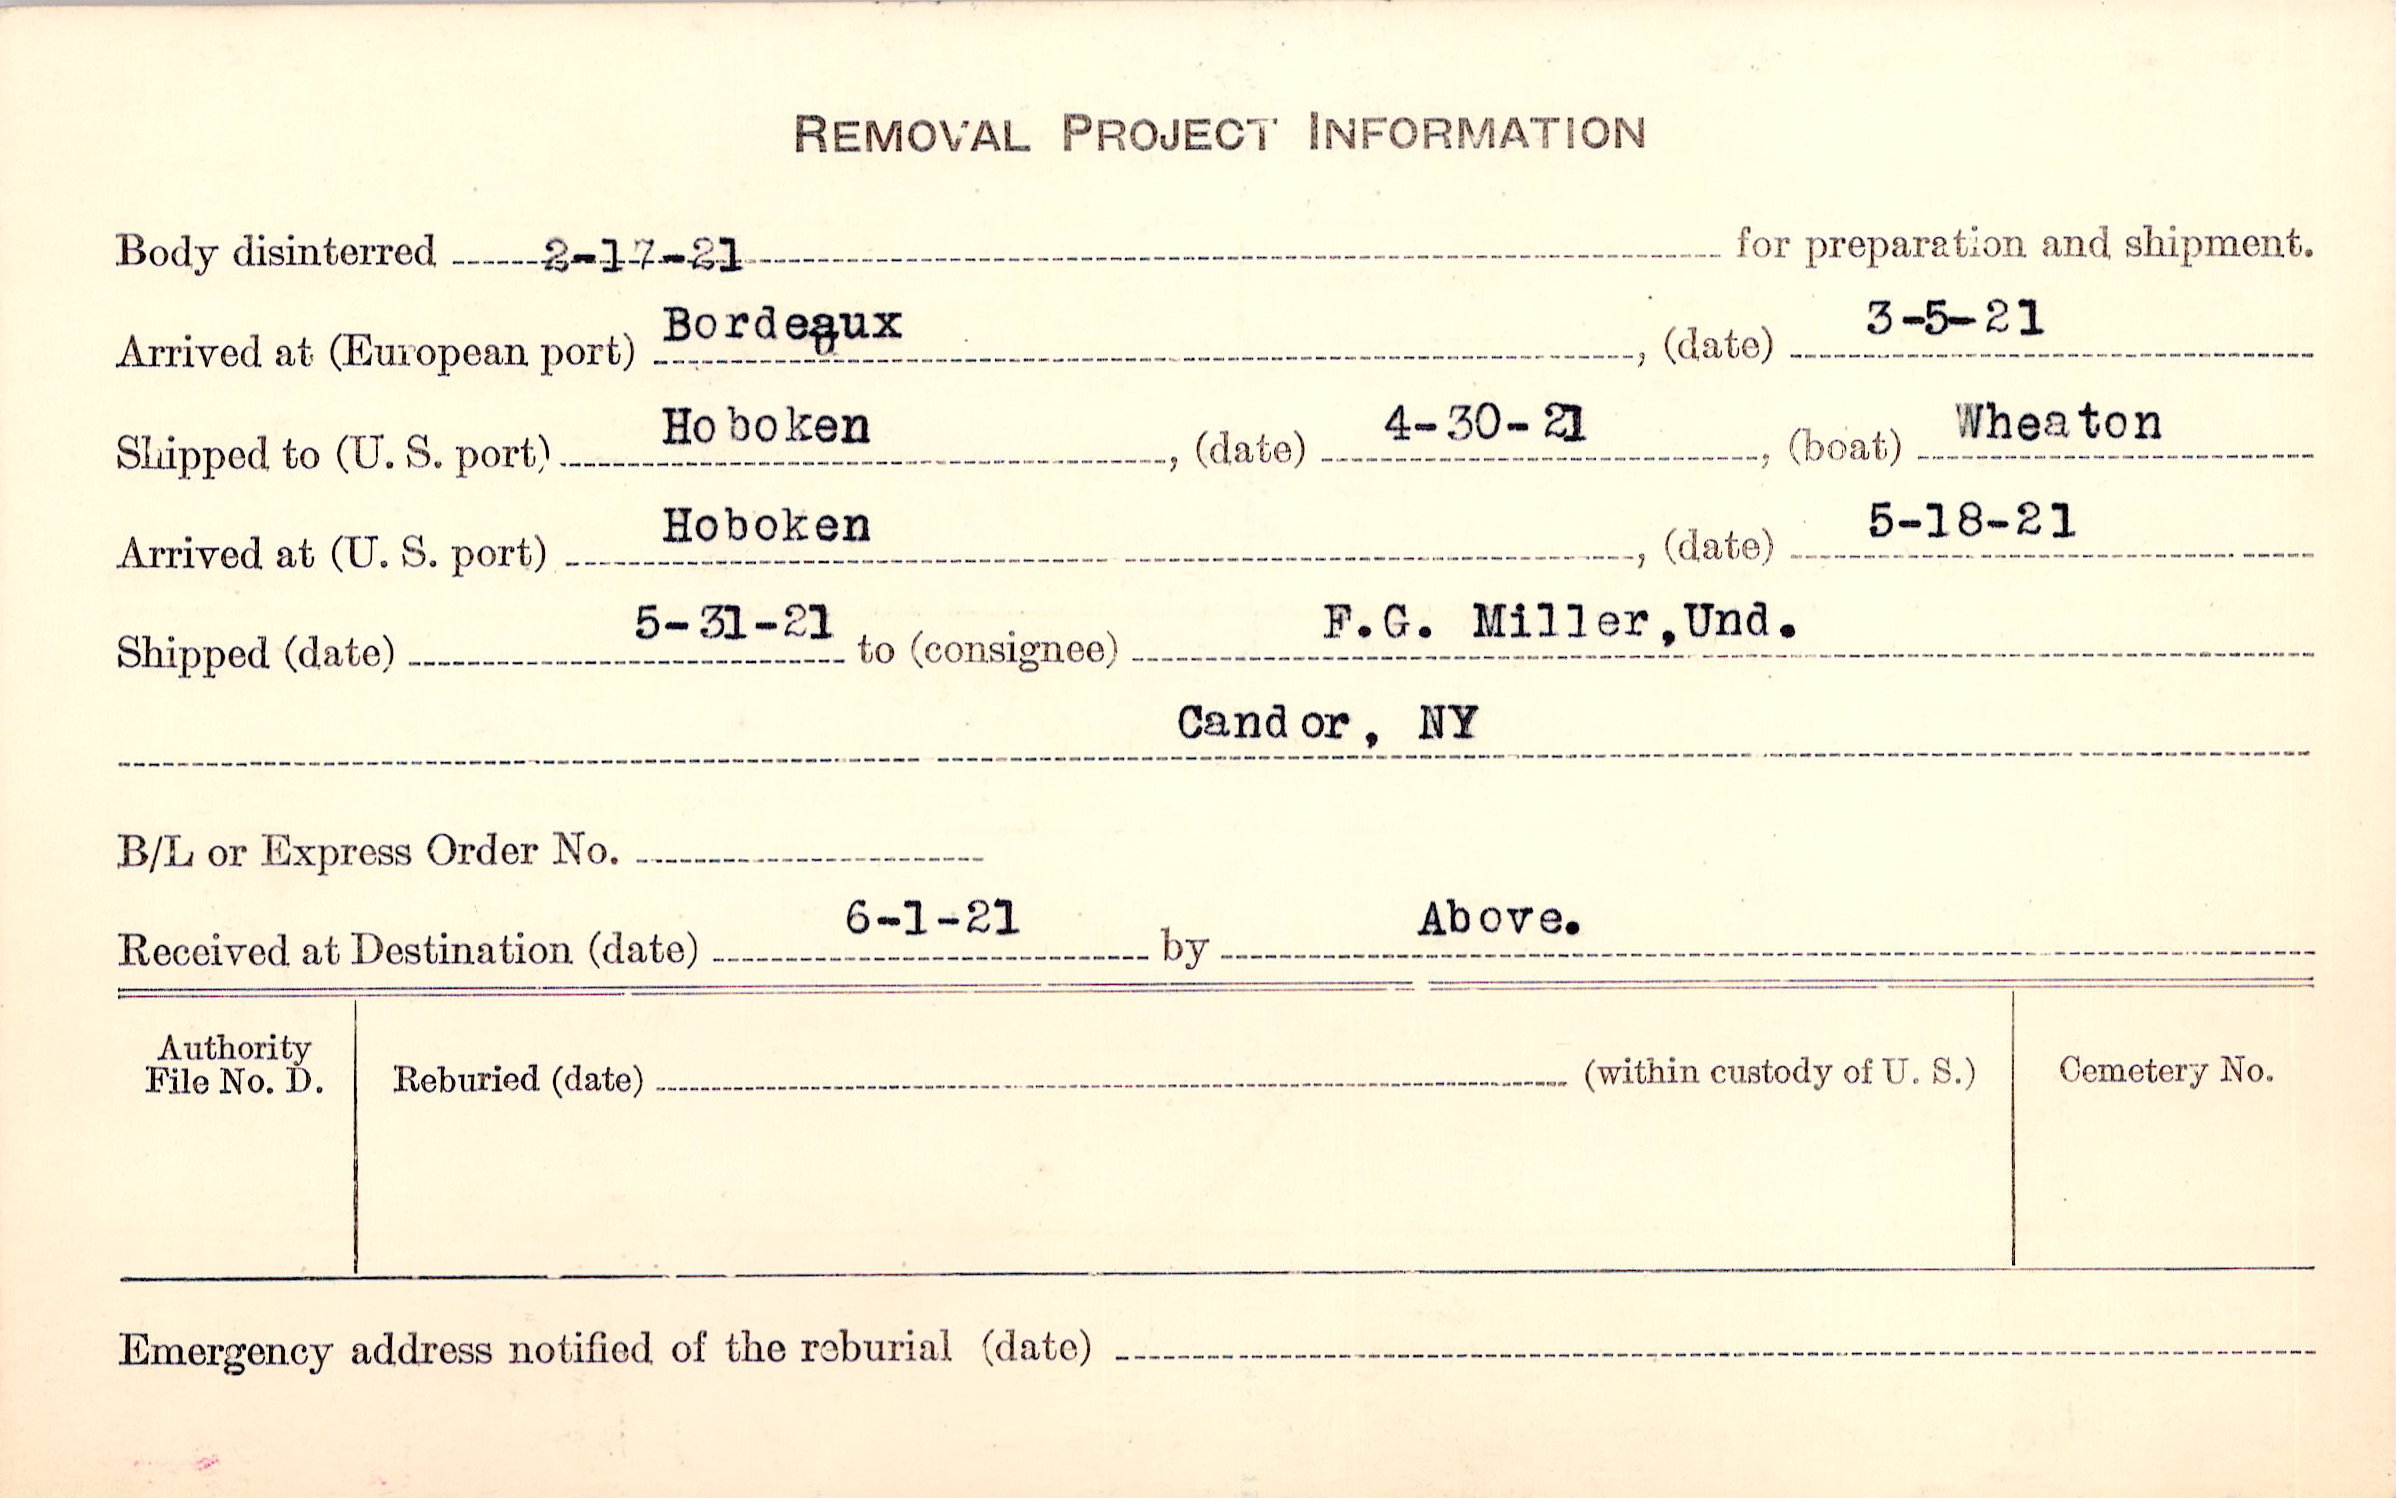 REMOVAL PROJECT INFORMATION
Body disinterred 2-17-21 for preparation and shipment.
Arrived at (European port) Bordeaux, (date) 3-5-21
Shipped to (U. S. port) Hoboken, (date) 4-30-21, (boat) Wheaton
Arrived at (U. S. port) Hoboken, (date) 5-18-21
Shipped (date) 5-31-21 to (consignee) F.G. Miller,Und.
Candor, NY
B/L or Express Order No.
Received at Destination (date) 6-1-21 by Above.
Authority
File No. D.
Reburied (date) (within custody of U. S.)
Cemetery No.
Emergency address notified of the reburial (date)